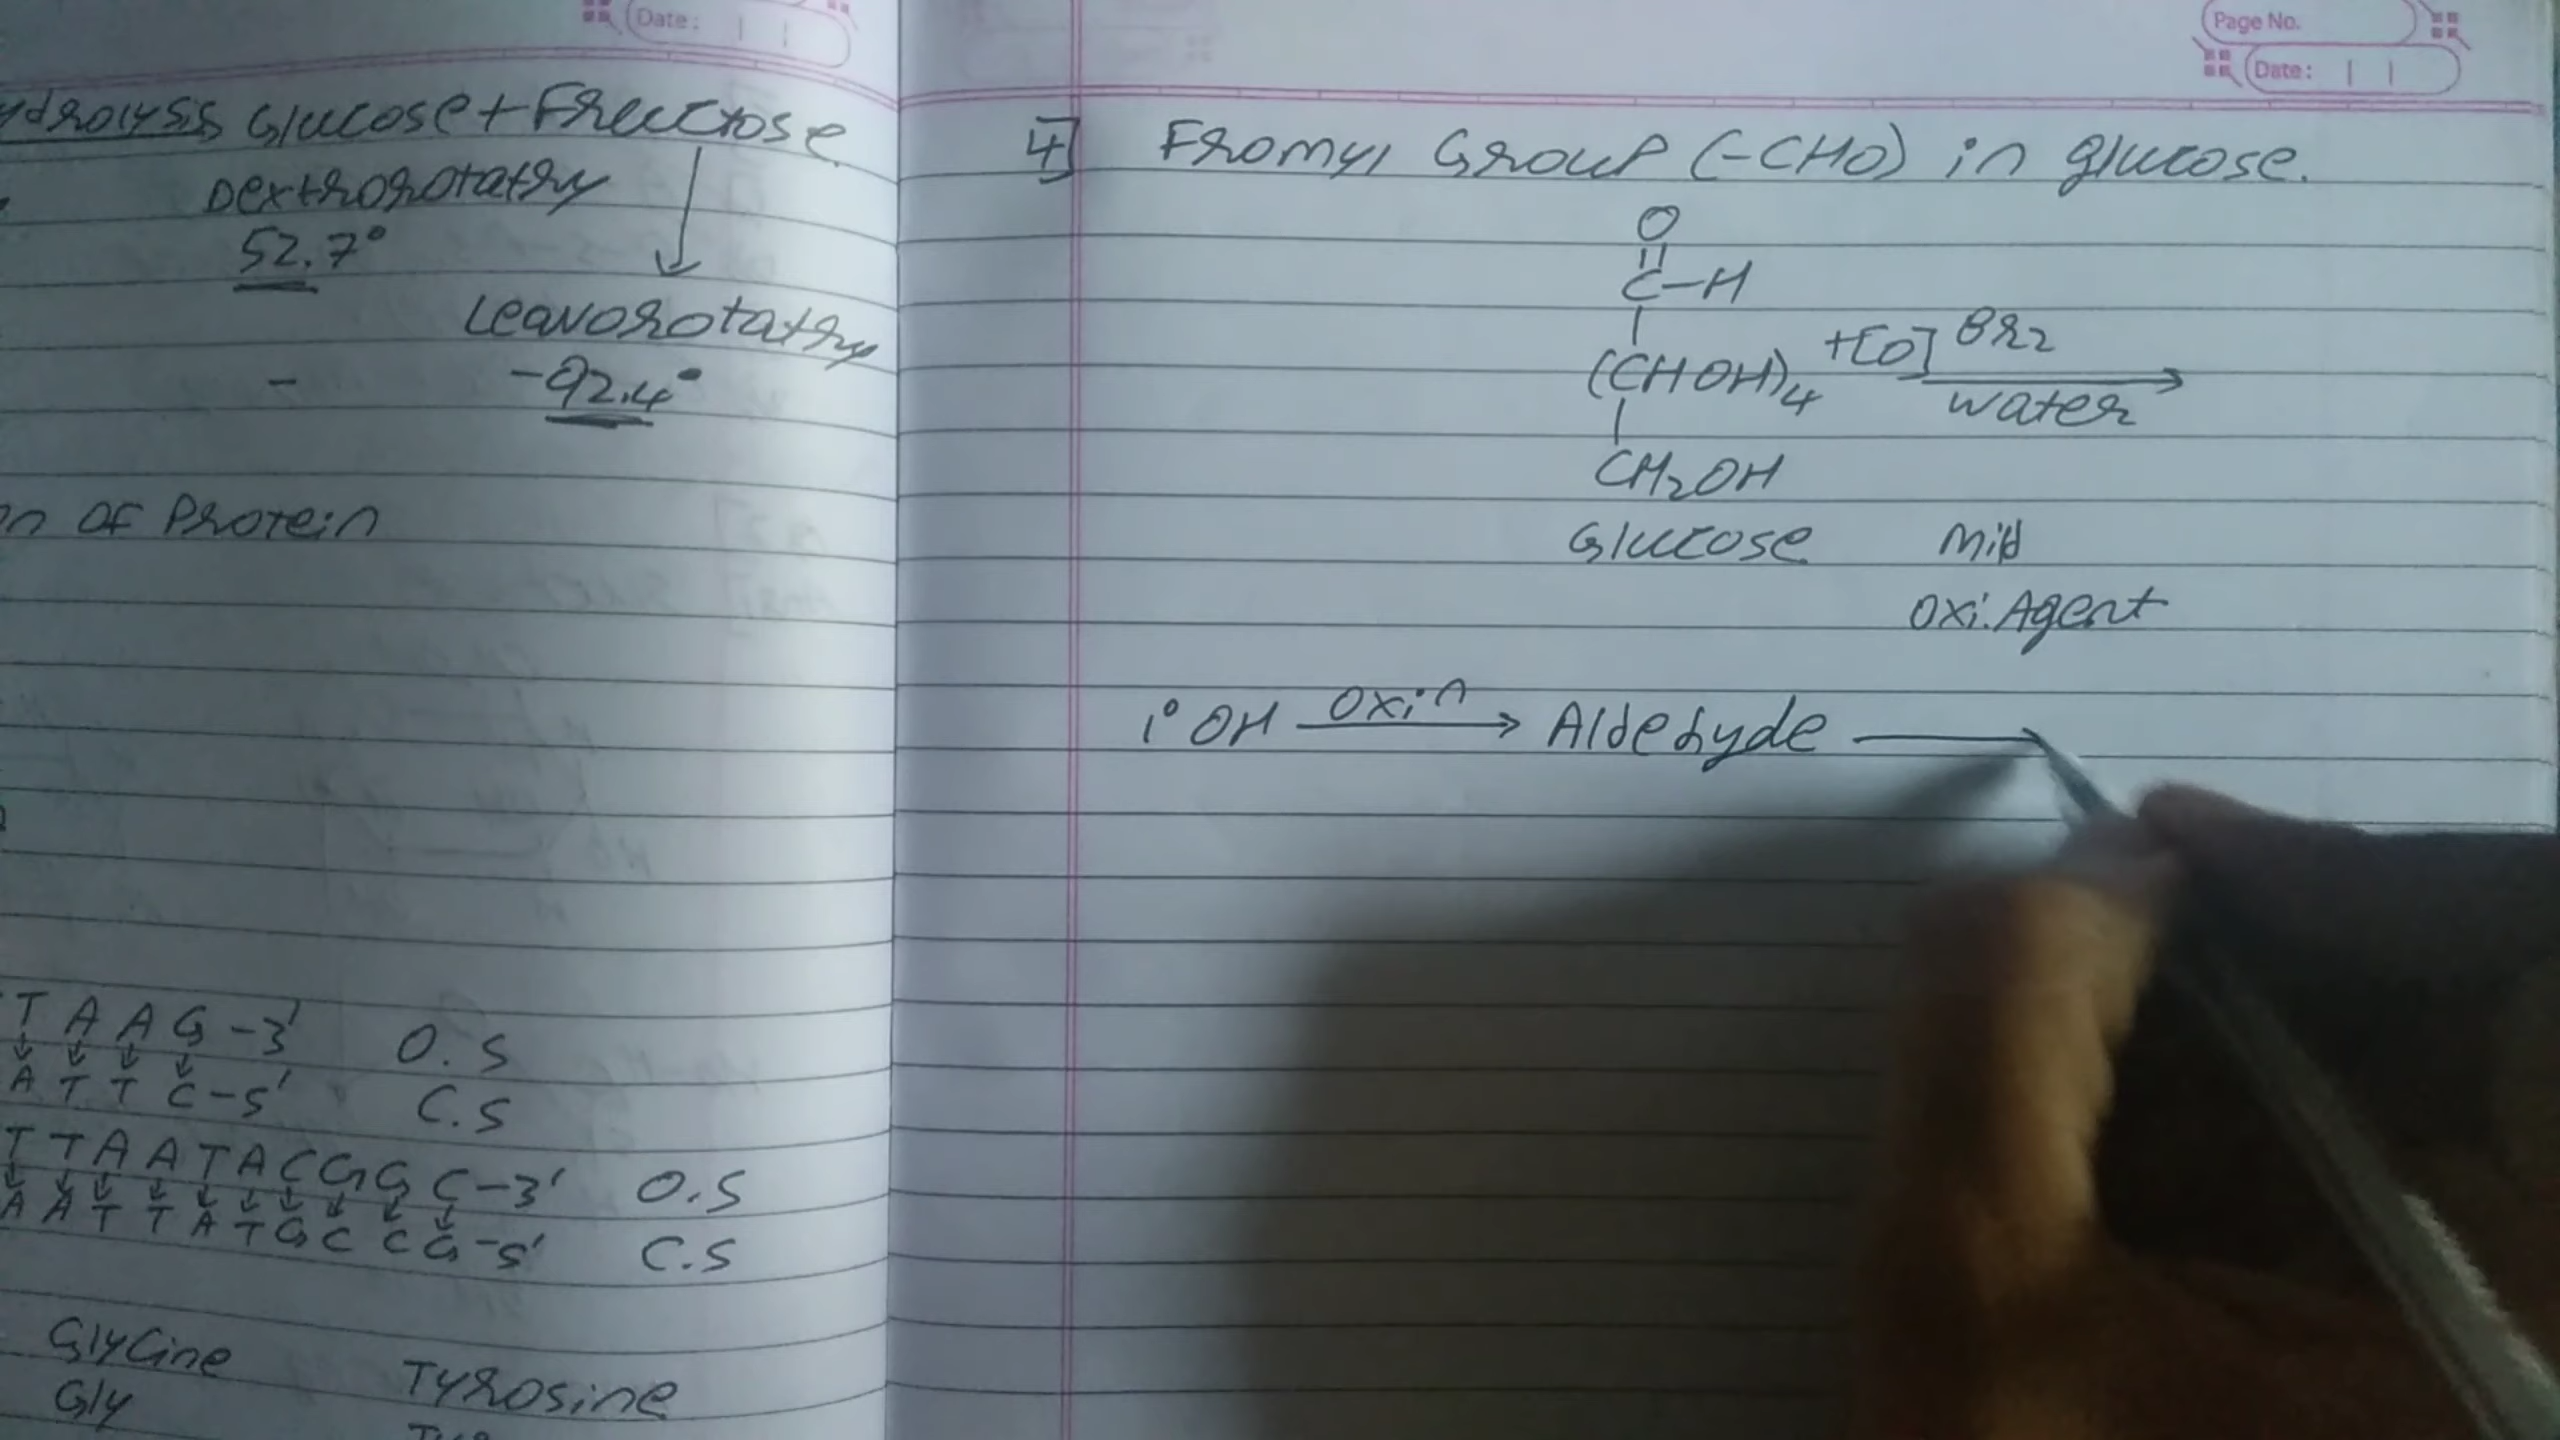 Date:
ydrolysis Glucose + Fructose
Dextrorotatry
52.7°
Leavorotatry
- -92.4°
on of Protein
T A A G - 3'   O.S
A T T C - 5'   C.S
T T A A T A C G G C - 3'   O.S
A A T T A T G C C G - 5'   C.S
Glycine   Tyrosine
Gly
Page No.
Date:
4] Fromyl Group (-CHO) in glucose.
O
||
C-H
|
(CHOH)4 +[O] Br2
water
|
CH2OH
Glucose   Mild
Oxi. Agent
1° OH oxin → Aldehyde →